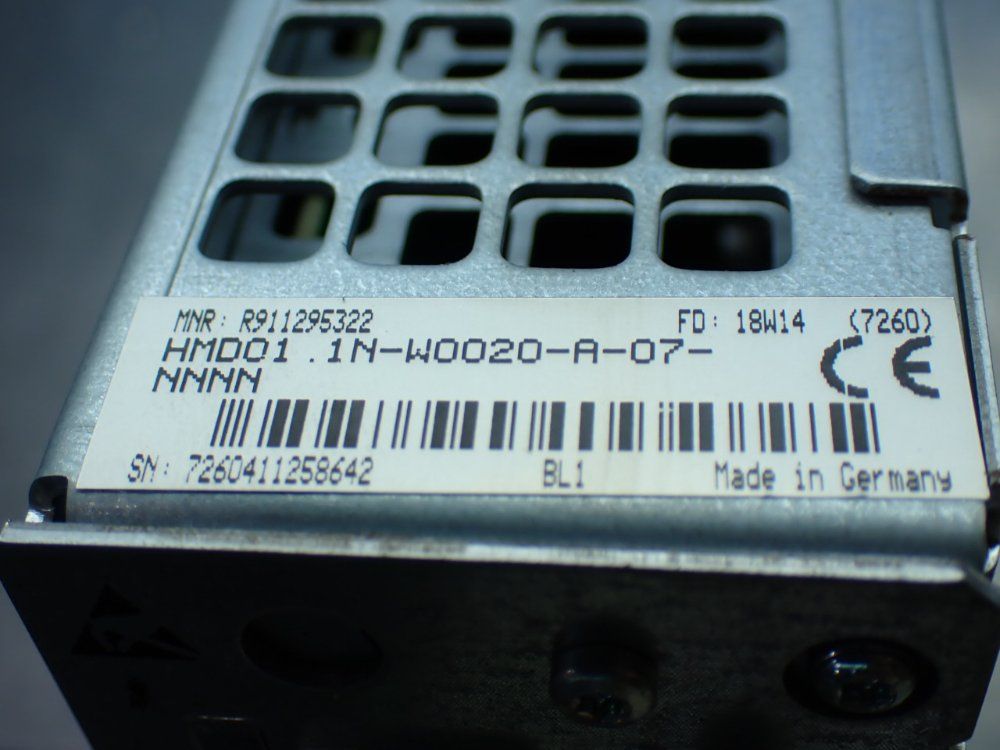 MNR: R911295322 FD: 18W14 (7260)
HMD01.1N-W0020-A-07-
NNNN
CE
SN: 7260411258642 BL1 Made in Germany